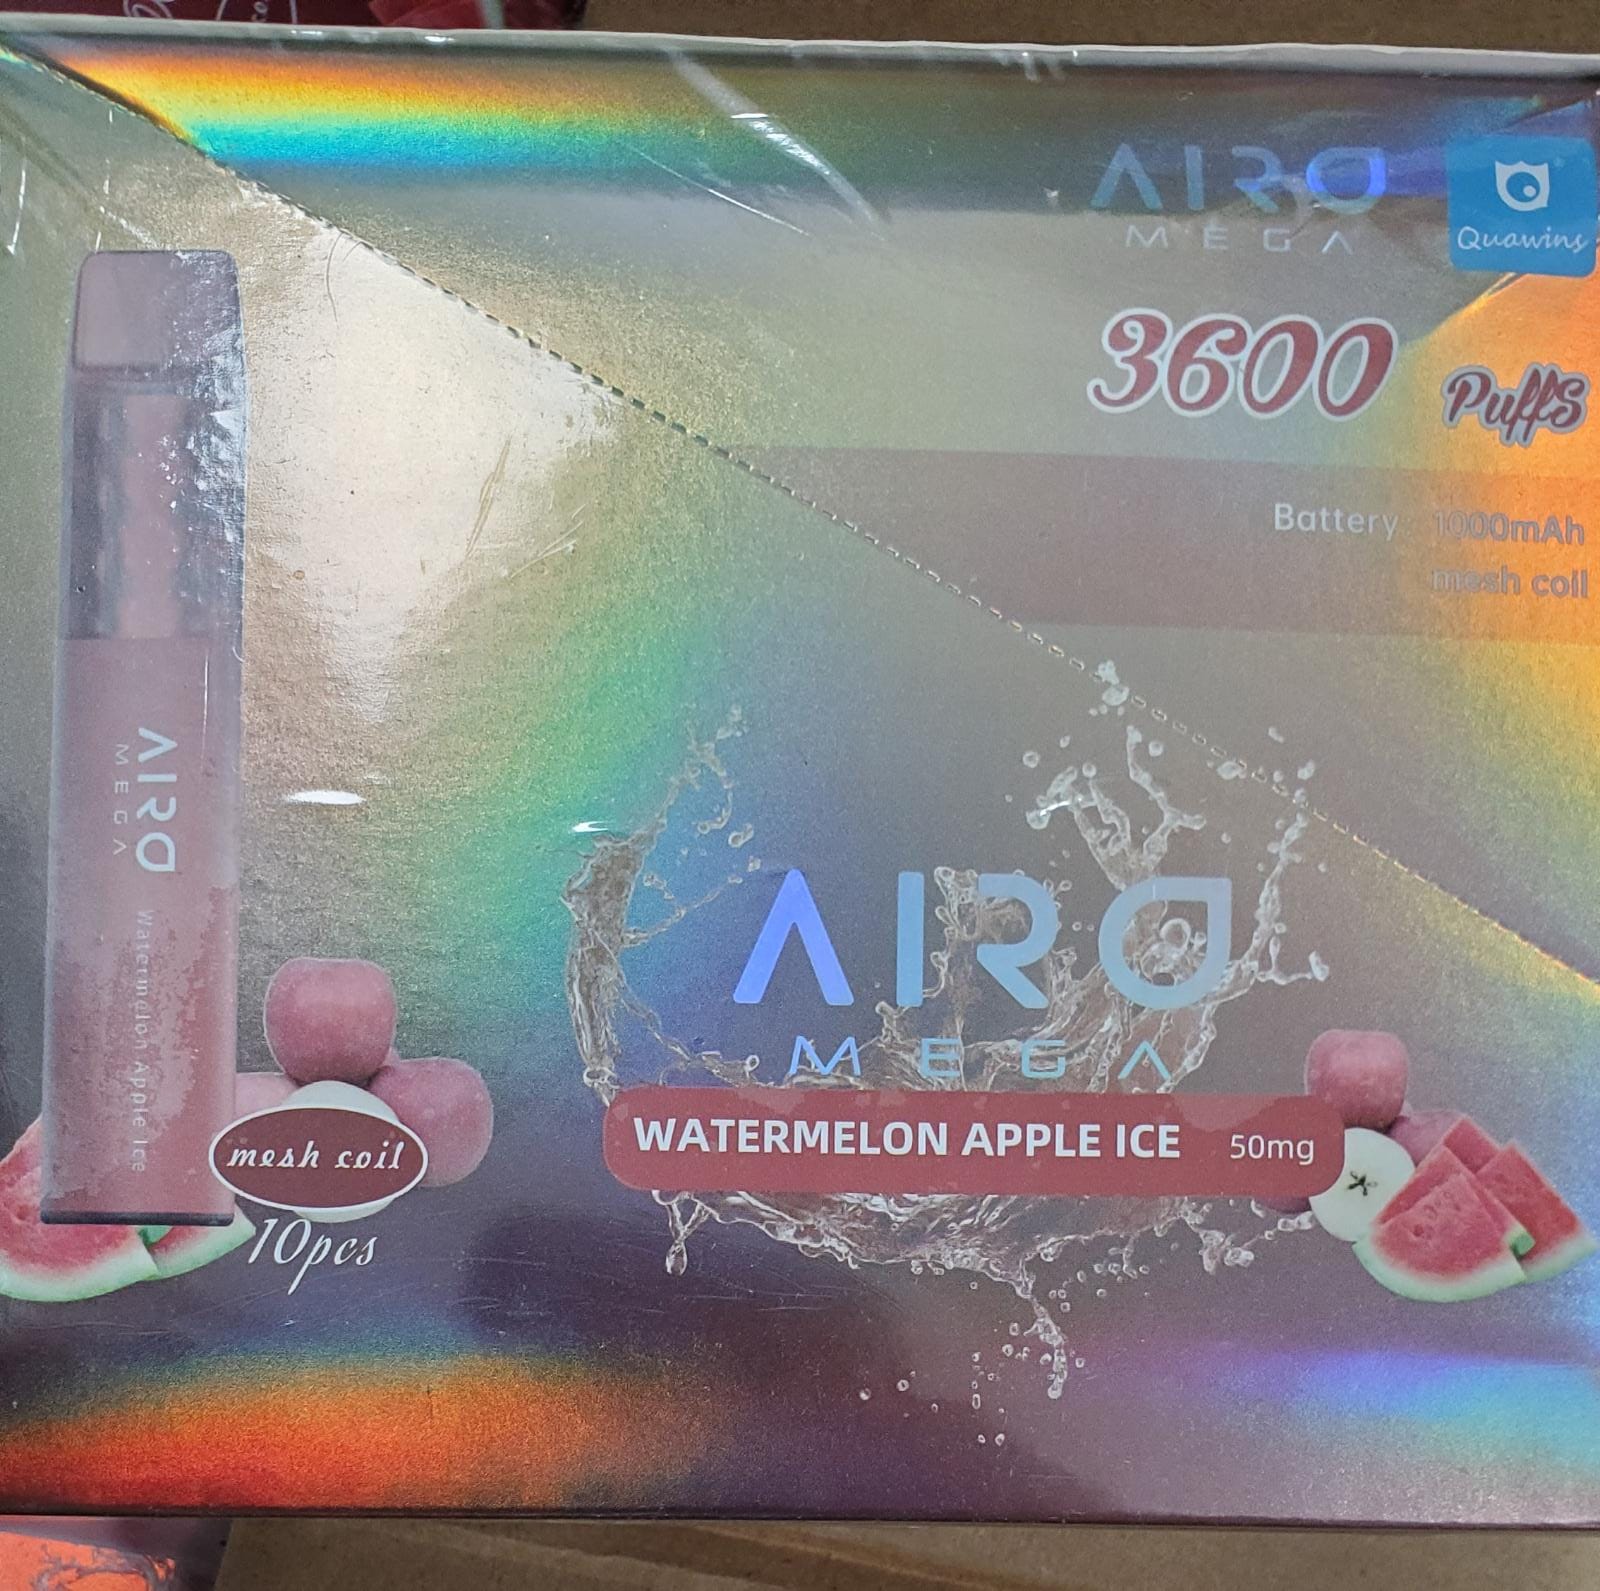 AIRO
MEGA
Quawins
3600 Puffs
Battery 1000mAh
mesh coil
AIRO
MEGA
Watermelon Apple Ice
mesh coil
10pcs
AIRO
MEGA
WATERMELON APPLE ICE 50mg